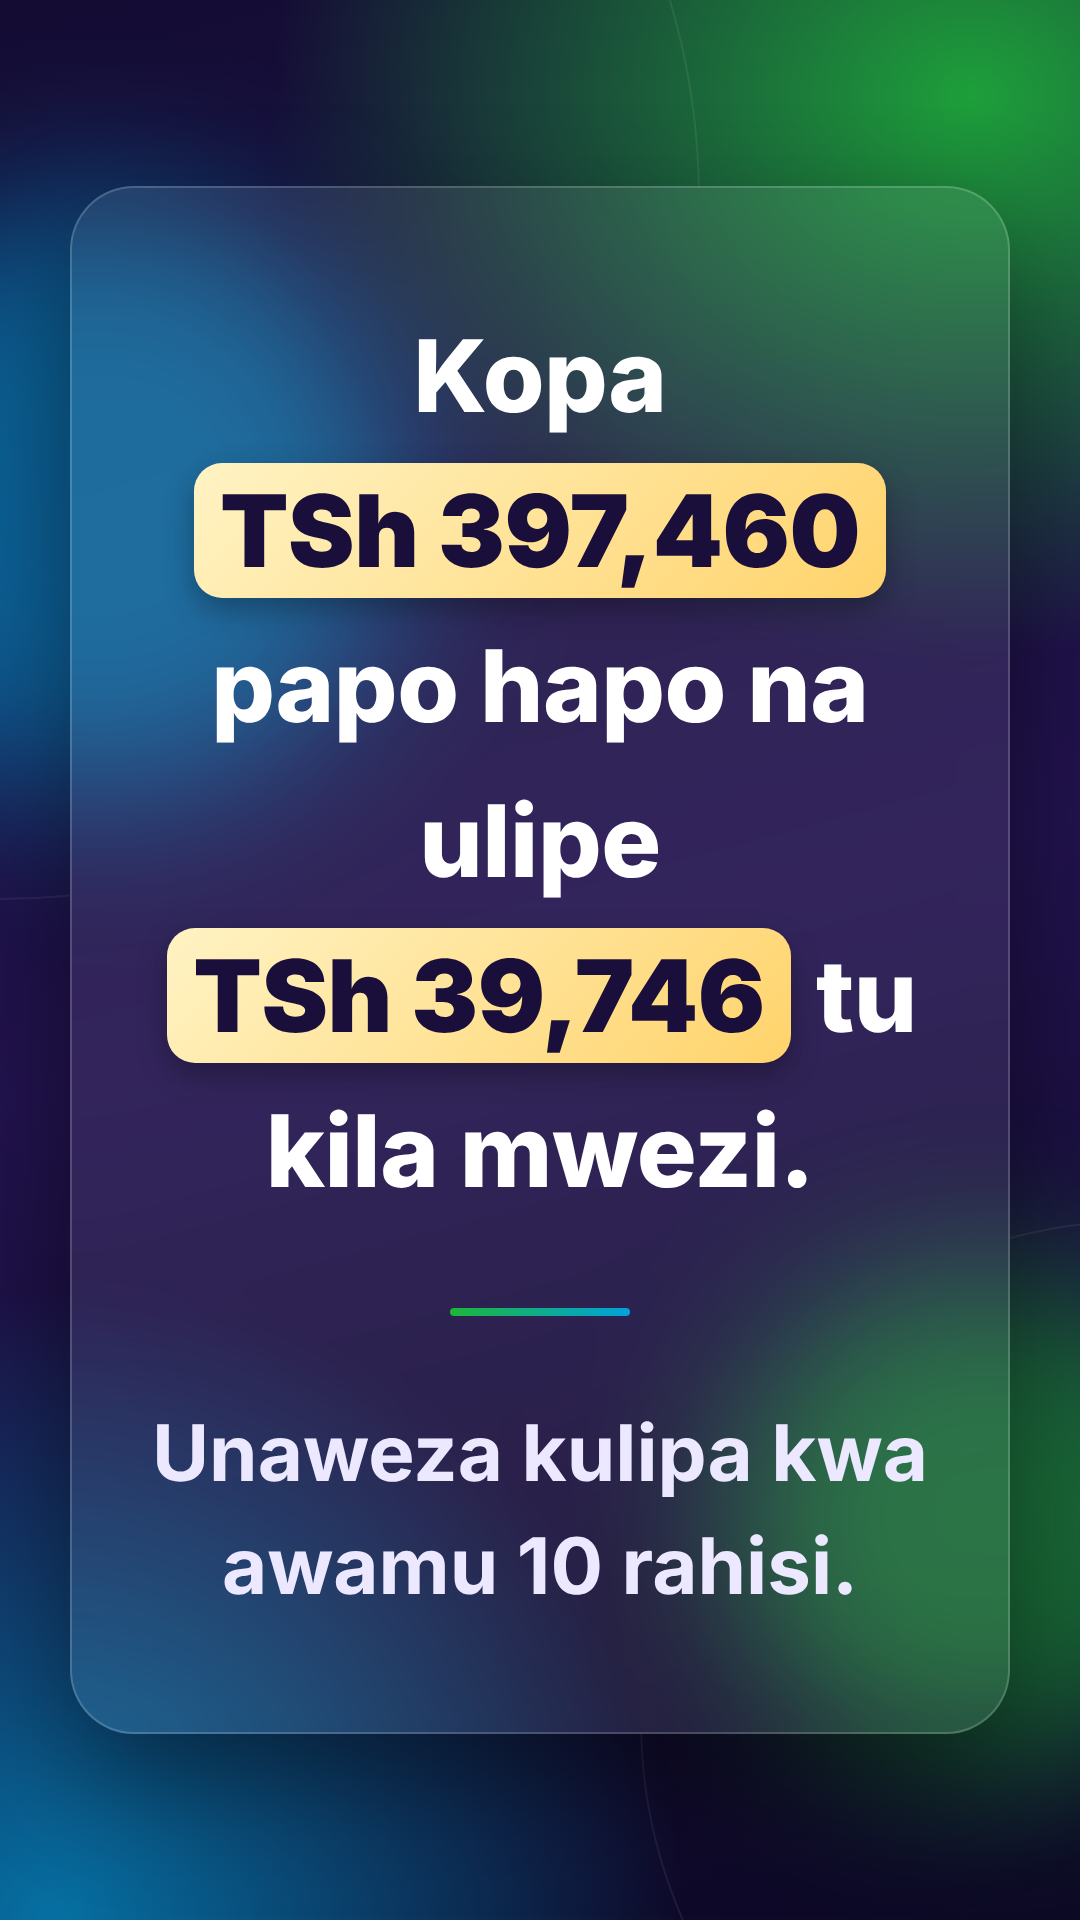 Kopa
TSh 397,460
papo hapo na
ulipe
TSh 39,746 tu
kila mwezi.
Unaweza kulipa kwa
awamu 10 rahisi.